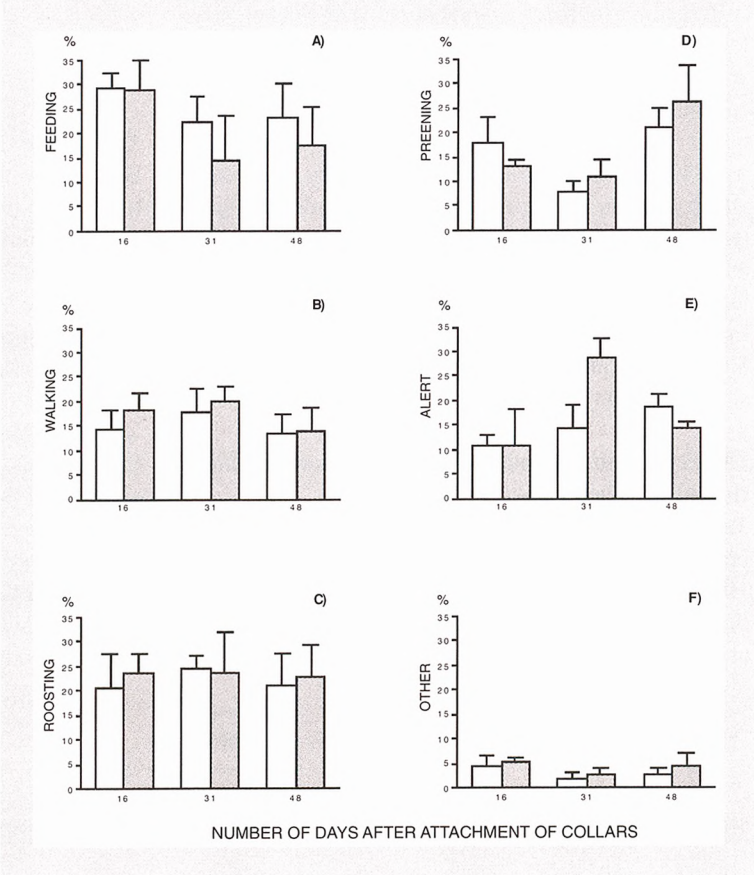 % A)
35
30
25
20
15
10
5
0
FEEDING
16 31 48
% D)
35
30
25
20
15
10
5
0
PREENING
16 31 48
% B)
35
30
25
20
15
10
5
0
WALKING
16 31 48
% E)
35
30
25
20
15
10
5
0
ALERT
16 31 48
% C)
35
30
25
20
15
10
5
0
ROOSTING
16 31 48
% F)
35
30
25
20
15
10
5
0
OTHER
16 31 48
NUMBER OF DAYS AFTER ATTACHMENT OF COLLARS